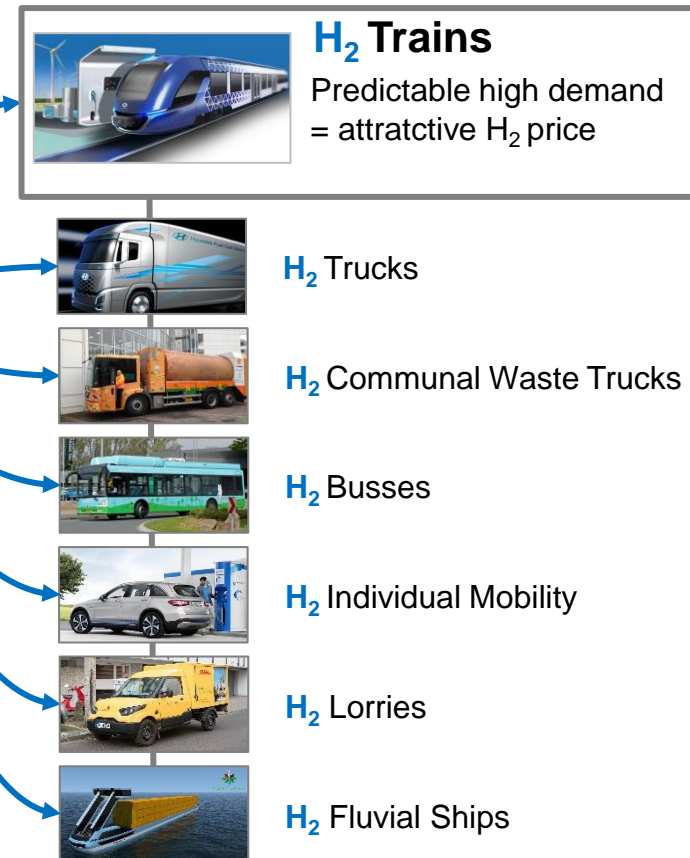 H₂ Trains
Predictable high demand
= attratctive H₂ price
H₂ Trucks
H₂ Communal Waste Trucks
H₂ Busses
H₂ Individual Mobility
H₂ Lorries
H₂ Fluvial Ships